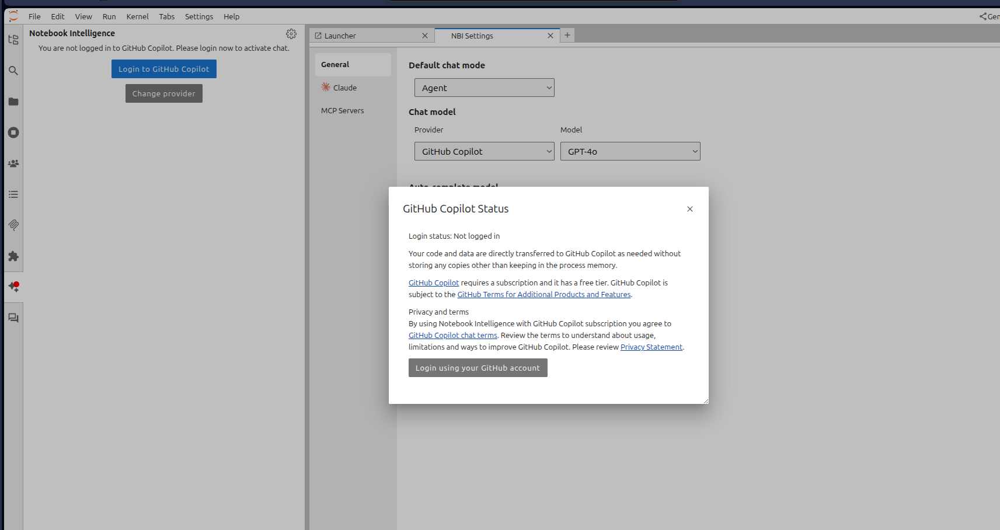 File Edit View Run Kernel Tabs Settings Help
Notebook Intelligence
You are not logged in to GitHub Copilot. Please login now to activate chat.
Login to GitHub Copilot
Change provider
Launcher
NBI Settings
General
Claude
MCP Servers
Default chat mode
Agent
Chat model
Provider Model
GitHub Copilot GPT-4o
GitHub Copilot Status
Login status: Not logged in
Your code and data are directly transferred to GitHub Copilot as needed without
storing any copies other than keeping in the process memory.
GitHub Copilot requires a subscription and it has a free tier. GitHub Copilot is
subject to the GitHub Terms for Additional Products and Features.
Privacy and terms
By using Notebook Intelligence with GitHub Copilot subscription you agree to
GitHub Copilot chat terms. Review the terms to understand about usage,
limitations and ways to improve GitHub Copilot. Please review Privacy Statement.
Login using your GitHub account